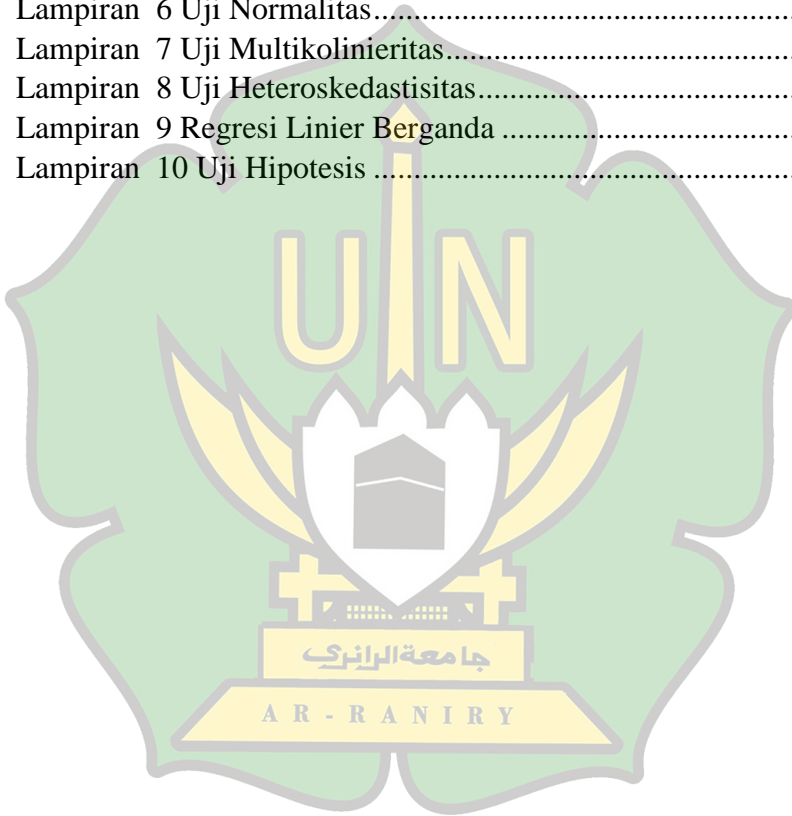 Lampiran 6 Uji Normalitas.....................................................
Lampiran 7 Uji Multikolinieritas............................................
Lampiran 8 Uji Heteroskedastisitas........................................
Lampiran 9 Regresi Linier Berganda .....................................
Lampiran 10 Uji Hipotesis .....................................................
UIN
جامعة الرانري
AR-RANIRY